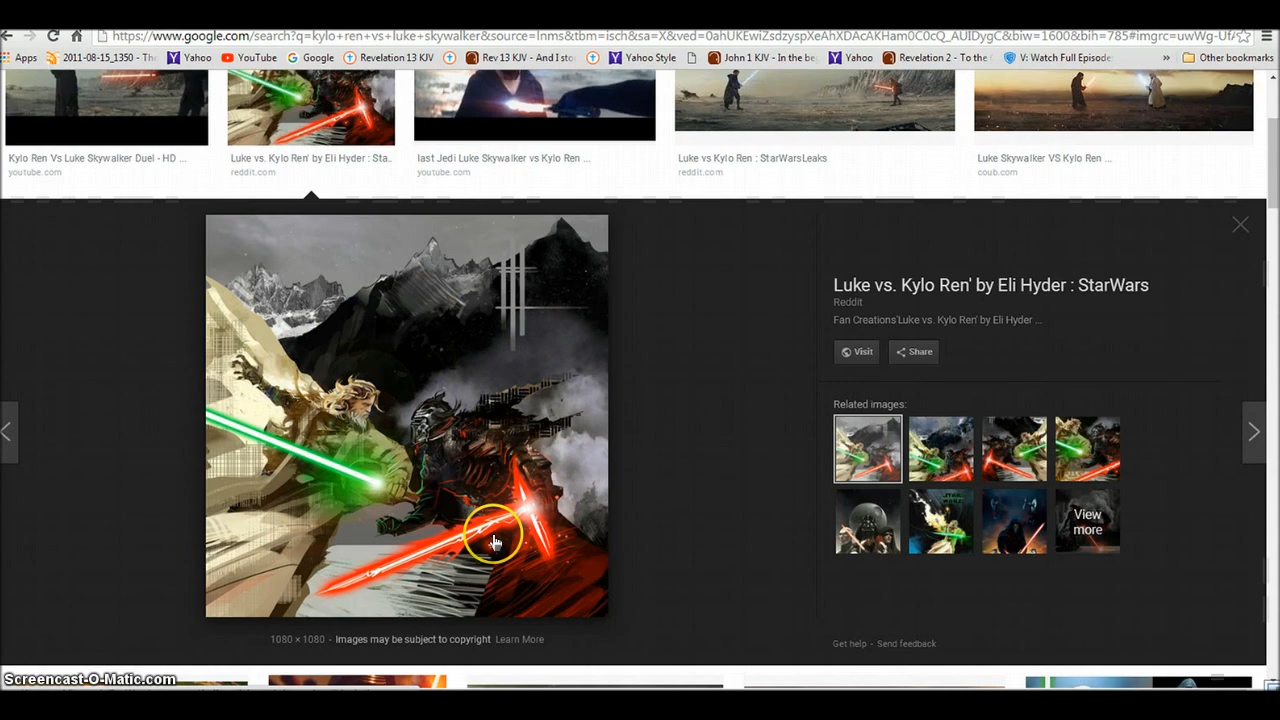 https://www.google.com/search?q=kylo+ren+vs+luke+skywalker&source=lnms&tbm=isch&sa=X&ved=0ahUKEwiZsdzyspXeAhXDAcAKHam0C0cQ_AUIDygC&biw=1600&bih=785#imgrc=uwWg-UfA
Apps 2011-08-15_1350 - Th Yahoo YouTube Google Revelation 13 KJV Rev 13 KJV - And I sto Yahoo Style John 1 KJV - In the be Yahoo Revelation 2 - To the V: Watch Full Episode » Other bookmarks
Kylo Ren Vs Luke Skywalker Duel - HD ...
youtube.com
Luke vs. Kylo Ren' by Eli Hyder : Sta..
reddit.com
last Jedi Luke Skywalker vs Kylo Ren ...
youtube.com
Luke vs Kylo Ren : StarWarsLeaks
reddit.com
Luke Skywalker VS Kylo Ren ...
coub.com
Luke vs. Kylo Ren' by Eli Hyder : StarWars
Reddit
Fan Creations'Luke vs. Kylo Ren' by Eli Hyder ...
Visit Share
Related images:
View
more
1080 × 1080 - Images may be subject to copyright Learn More
Get help - Send feedback
Screencast-O-Matic.com